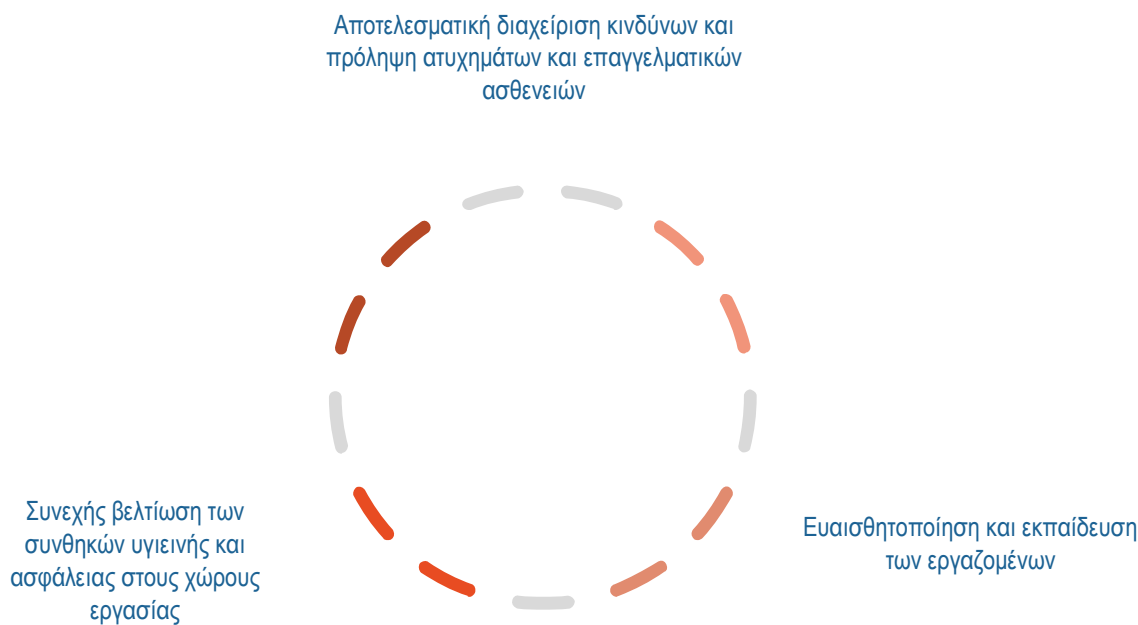 Αποτελεσματική διαχείριση κινδύνων και
πρόληψη ατυχημάτων και επαγγελματικών
ασθενειών
Συνεχής βελτίωση των
συνθηκών υγιεινής και
ασφάλειας στους χώρους
εργασίας
Ευαισθητοποίηση και εκπαίδευση
των εργαζομένων